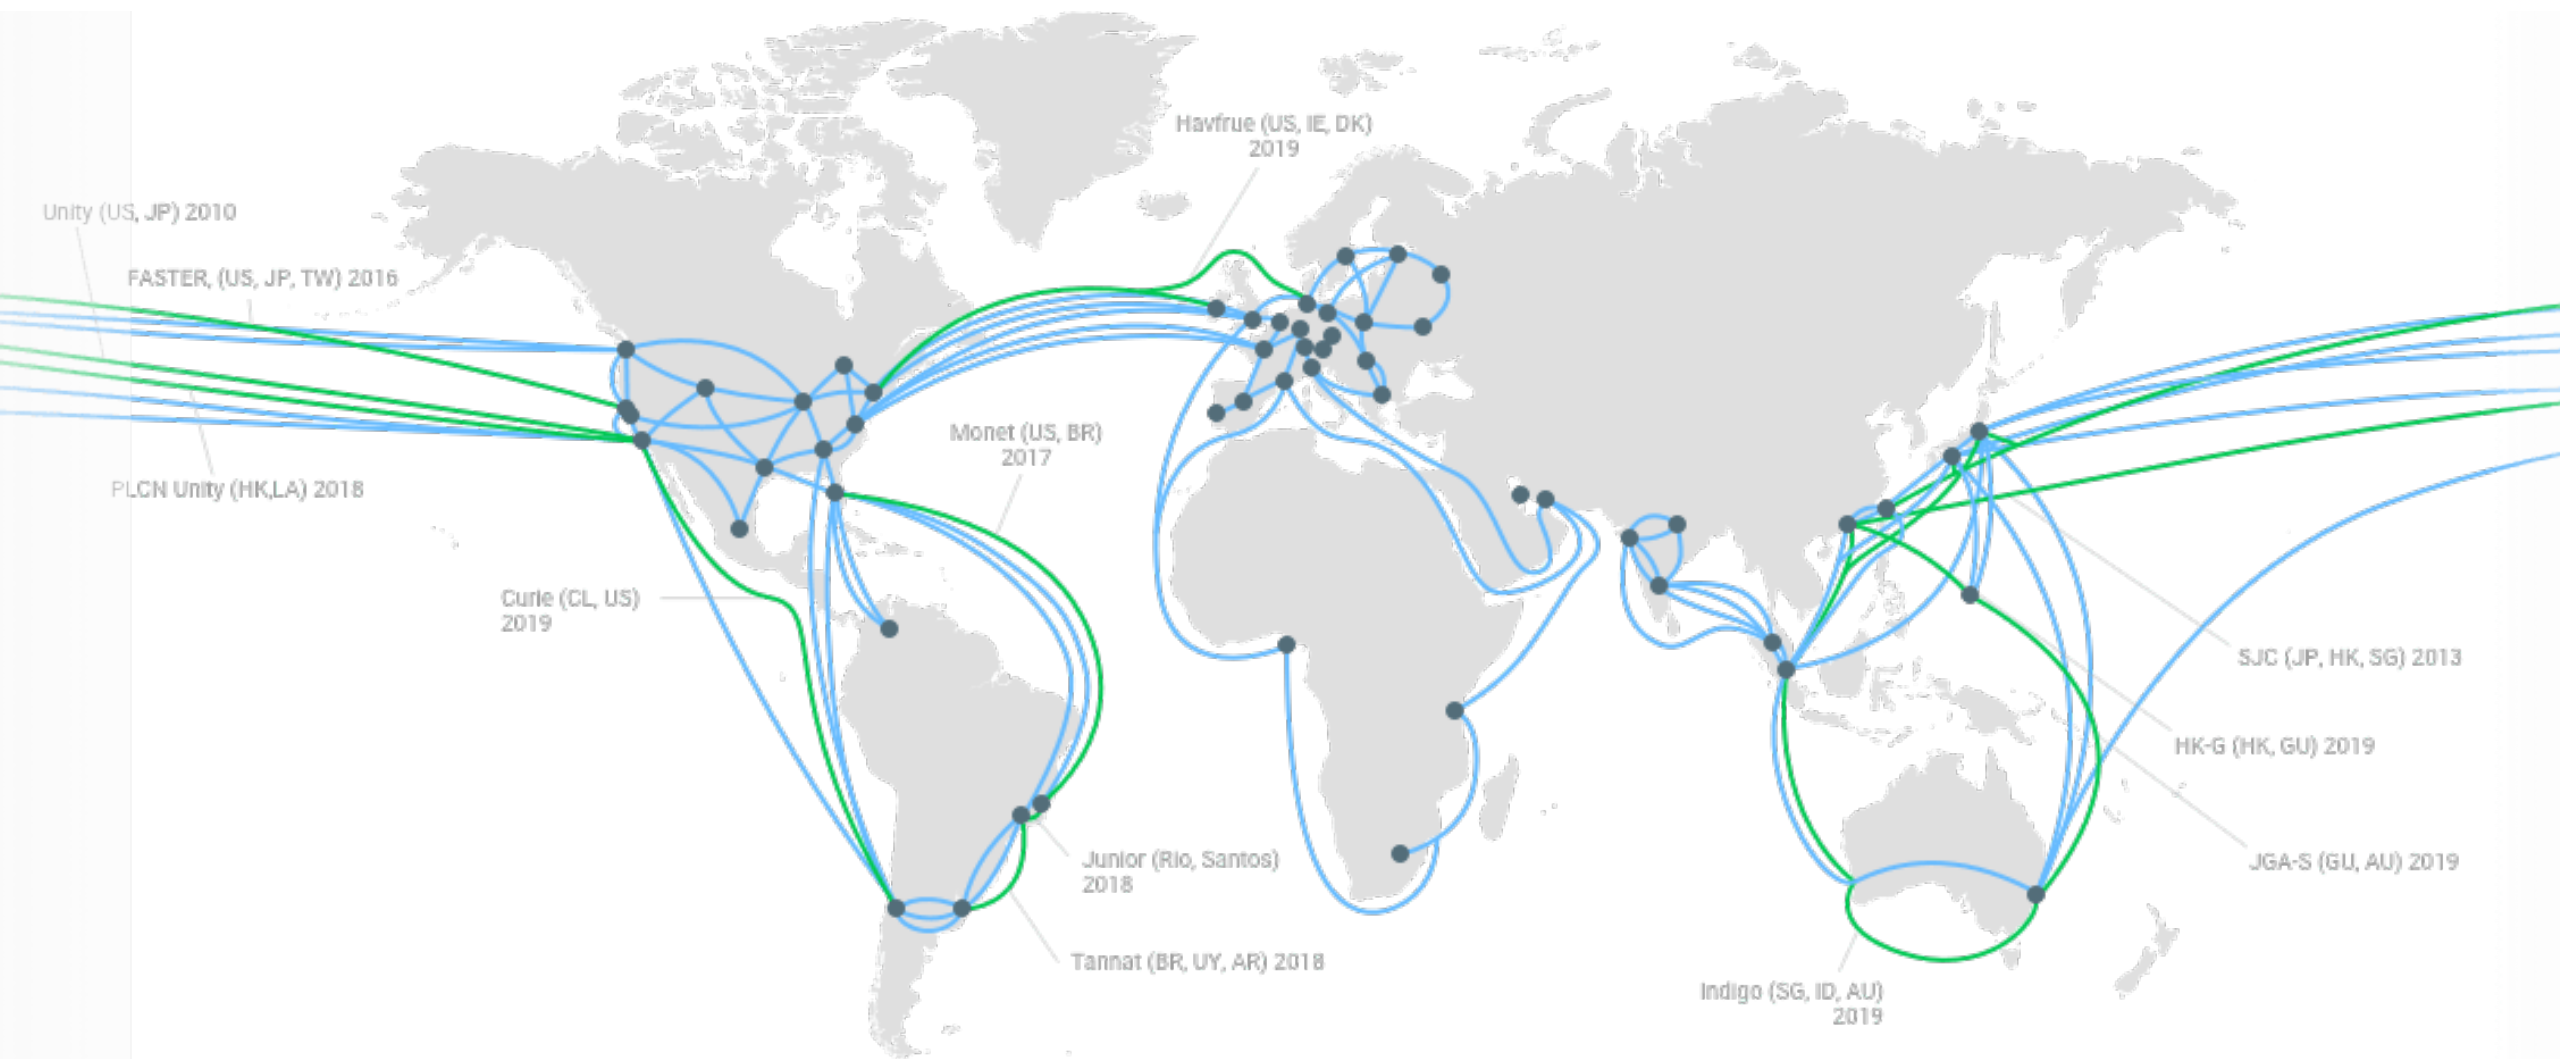 Havfrue (US, IE, DK)
2019
Unity (US, JP) 2010
FASTER, (US, JP, TW) 2016
Monet (US, BR)
2017
PLCN Unity (HK,LA) 2018
Curie (CL, US)
2019
SJC (JP, HK, SG) 2013
HK-G (HK, GU) 2019
Junior (Rio, Santos)
2018
JGA-S (GU, AU) 2019
Tannat (BR, UY, AR) 2018
Indigo (SG, ID, AU)
2019